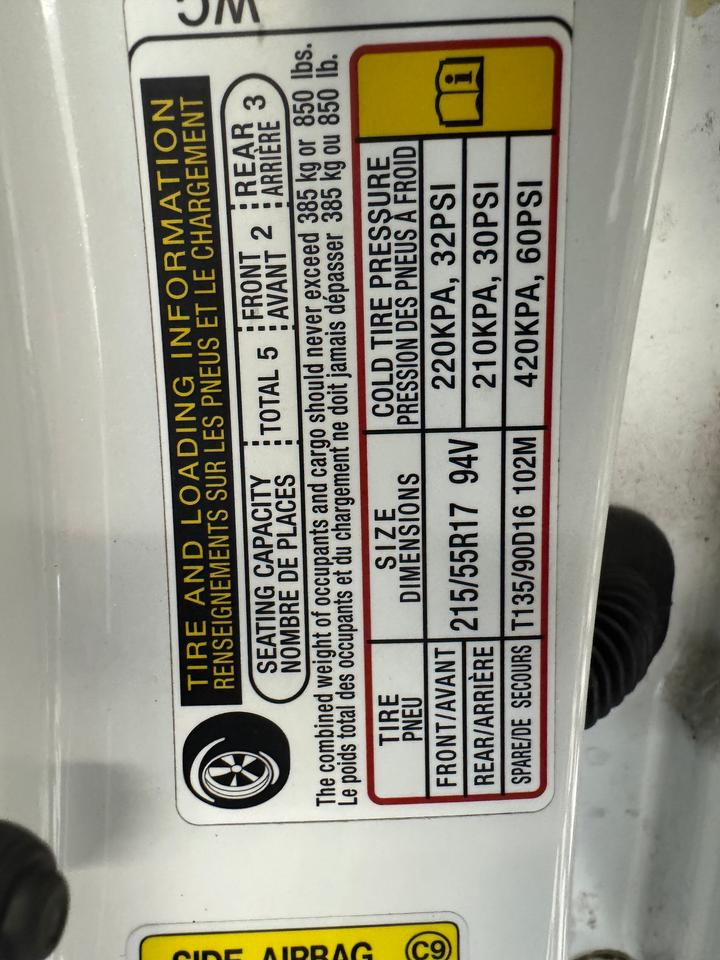 WC
TIRE AND LOADING INFORMATION
RENSEIGNEMENTS SUR LES PNEUS ET LE CHARGEMENT
SEATING CAPACITY TOTAL 5 FRONT 2 REAR 3
NOMBRE DE PLACES AVANT ARRIÈRE
The combined weight of occupants and cargo should never exceed 385 kg or 850 lbs.
Le poids total des occupants et du chargement ne doit jamais dépasser 385 kg ou 850 lb.
TIRE SIZE COLD TIRE PRESSURE
PNEU DIMENSIONS PRESSION DES PNEUS À FROID
FRONT/AVANT 215/55R17 94V 220KPA, 32PSI
REAR/ARRIÈRE 210KPA, 30PSI
SPARE/DE SECOURS T135/90D16 102M 420KPA, 60PSI
SIDE AIRBAG C9